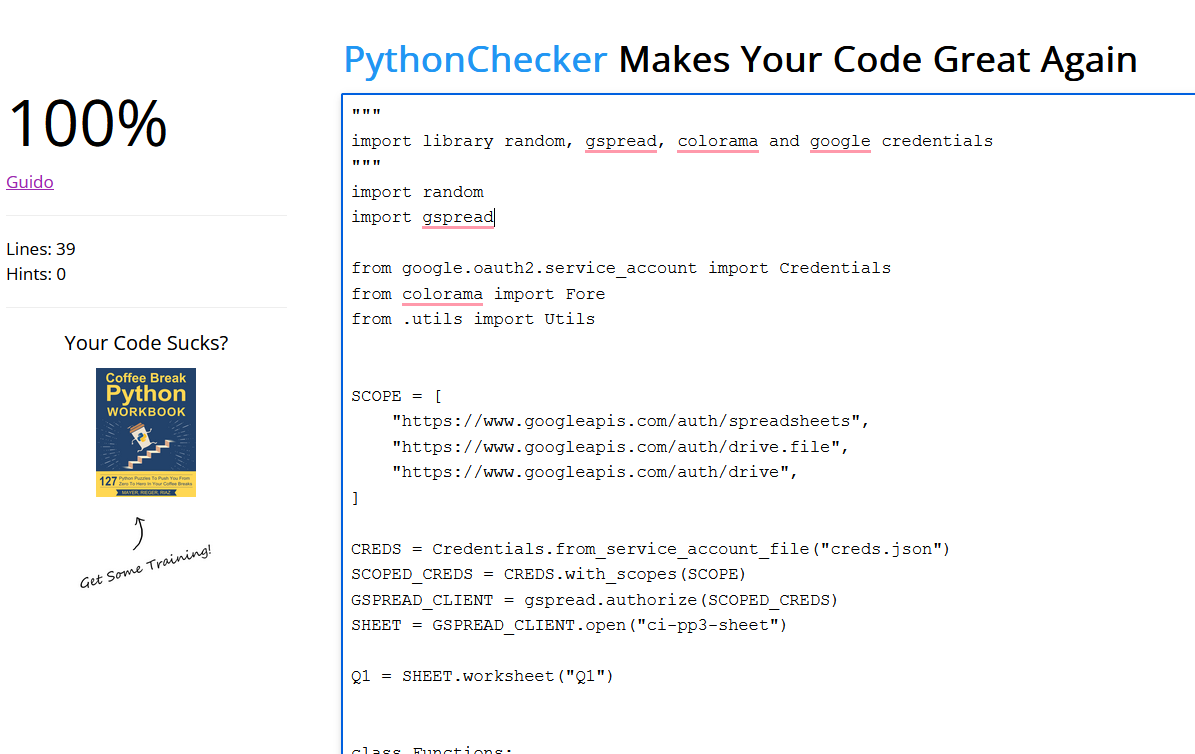 PythonChecker Makes Your Code Great Again
100%
Guido
Lines: 39
Hints: 0
Your Code Sucks?
Coffee Break
Python
WORKBOOK
127 Python Puzzles To Push You From
Zero To Hero in Your Coffee Breaks
MAYER, RIEGER, RIAZ
Get Some Training!
"""
import library random, gspread, colorama and google credentials
"""
import random
import gspread
from google.oauth2.service_account import Credentials
from colorama import Fore
from .utils import Utils
SCOPE = [
    "https://www.googleapis.com/auth/spreadsheets",
    "https://www.googleapis.com/auth/drive.file",
    "https://www.googleapis.com/auth/drive",
]
CREDS = Credentials.from_service_account_file("creds.json")
SCOPED_CREDS = CREDS.with_scopes(SCOPE)
GSPREAD_CLIENT = gspread.authorize(SCOPED_CREDS)
SHEET = GSPREAD_CLIENT.open("ci-pp3-sheet")
Q1 = SHEET.worksheet("Q1")
class Functions: